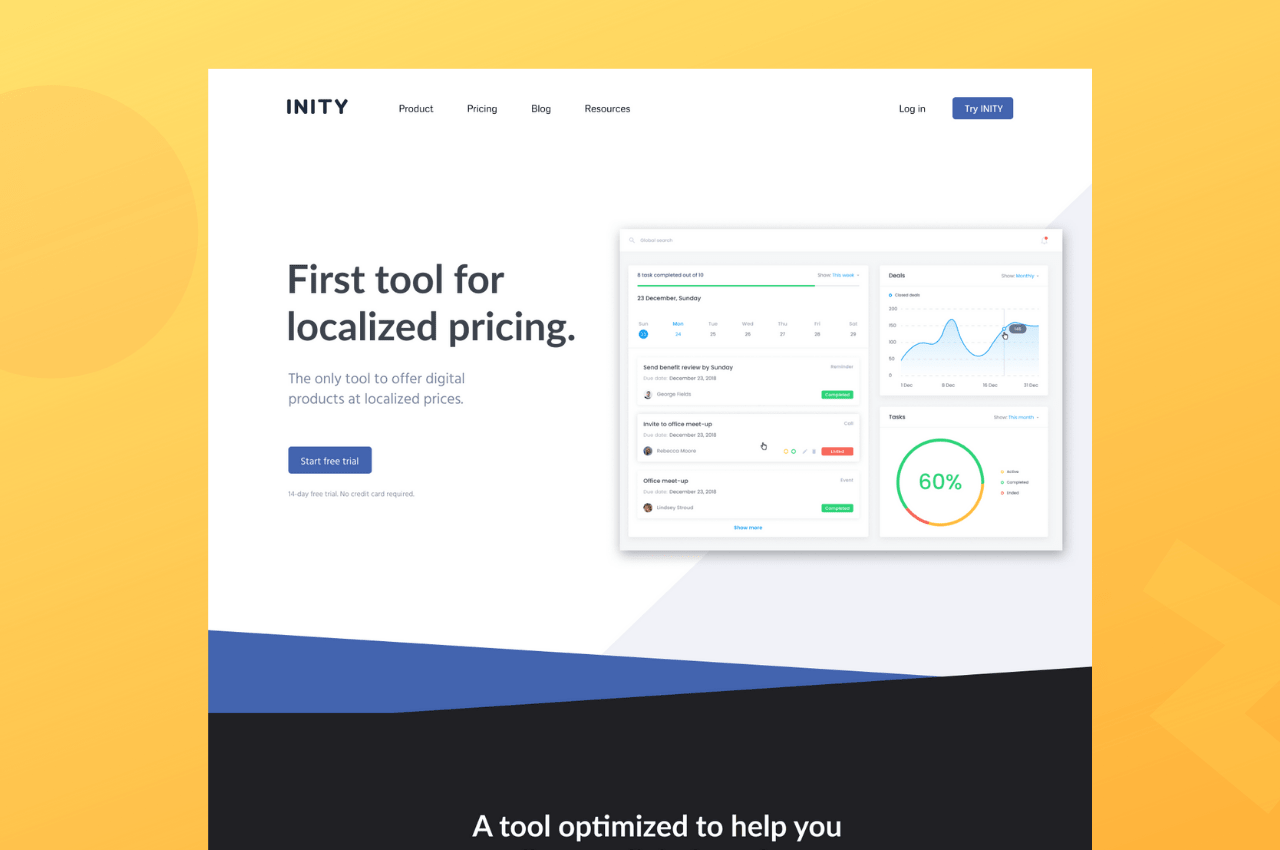 INITY
Product
Pricing
Blog
Resources
Log in
Try INITY
First tool for
localized pricing.
The only tool to offer digital
products at localized prices.
Start free trial
14-day free trial. No credit card required.
Global search
8 task completed out of 10
Show: This week
23 December, Sunday
Sun Mon Tue Wed Thu Fri Sat
23 24 25 26 27 28 29
Send benefit review by Sunday
Reminder
Due date: December 23, 2018
George Fields
Completed
Invite to office meet-up
Call
Due date: December 23, 2018
Rebecca Moore
Ended
Office meet-up
Event
Due date: December 23, 2018
Lindsey Stroud
Completed
Show more
Deals
Show: Monthly
Closed deals
200
150
100
50
0
1 Dec
8 Dec
16 Dec
31 Dec
Tasks
Show: This month
60%
Active
Completed
Ended
A tool optimized to help you